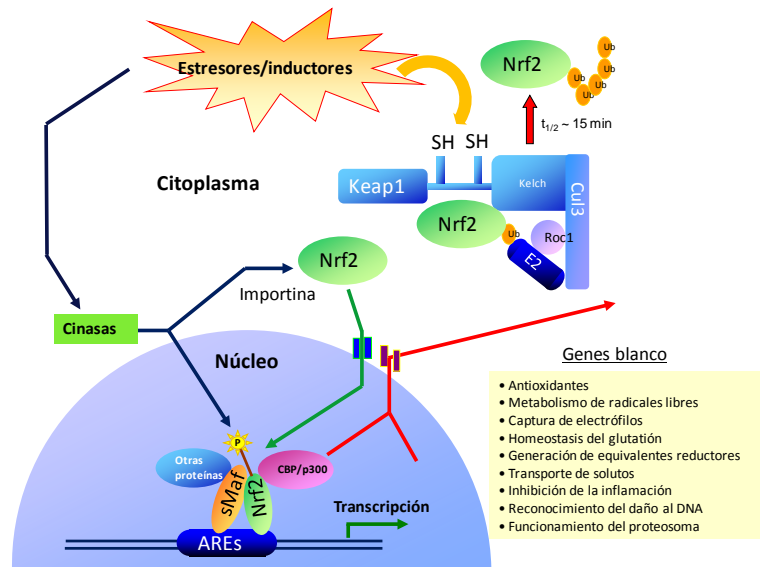 Estresores/inductores
Nrf2
Ub
Ub
Ub
Ub
Ub
Ub
t1/2 ~ 15 min
SH SH
Citoplasma
Keap1
Kelch
Cul3
Nrf2
Ub
Roc1
E2
Nrf2
Importina
Cinasas
Núcleo
Genes blanco
• Antioxidantes
• Metabolismo de radicales libres
• Captura de electrófilos
• Homeostasis del glutatión
• Generación de equivalentes reductores
• Transporte de solutos
• Inhibición de la inflamación
• Reconocimiento del daño al DNA
• Funcionamiento del proteosoma
P
Otras
proteínas
sMaf
Nrf2
CBP/p300
Transcripción
AREs